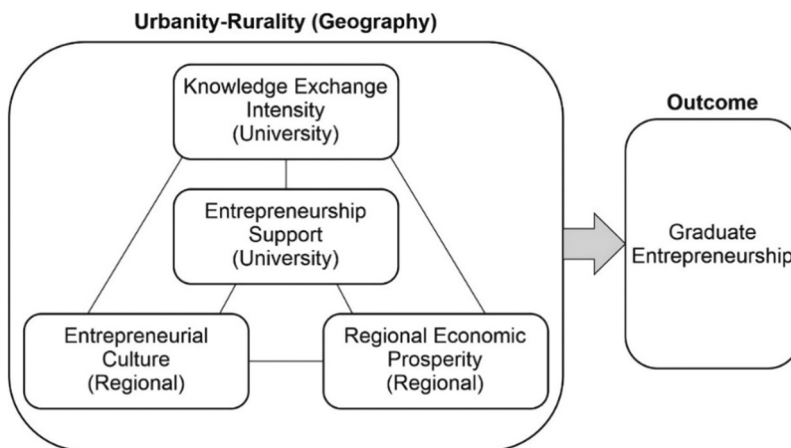 Urbanity-Rurality (Geography)
Knowledge Exchange
Intensity
(University)
Entrepreneurship
Support
(University)
Entrepreneurial
Culture
(Regional)
Regional Economic
Prosperity
(Regional)
Outcome
Graduate
Entrepreneurship